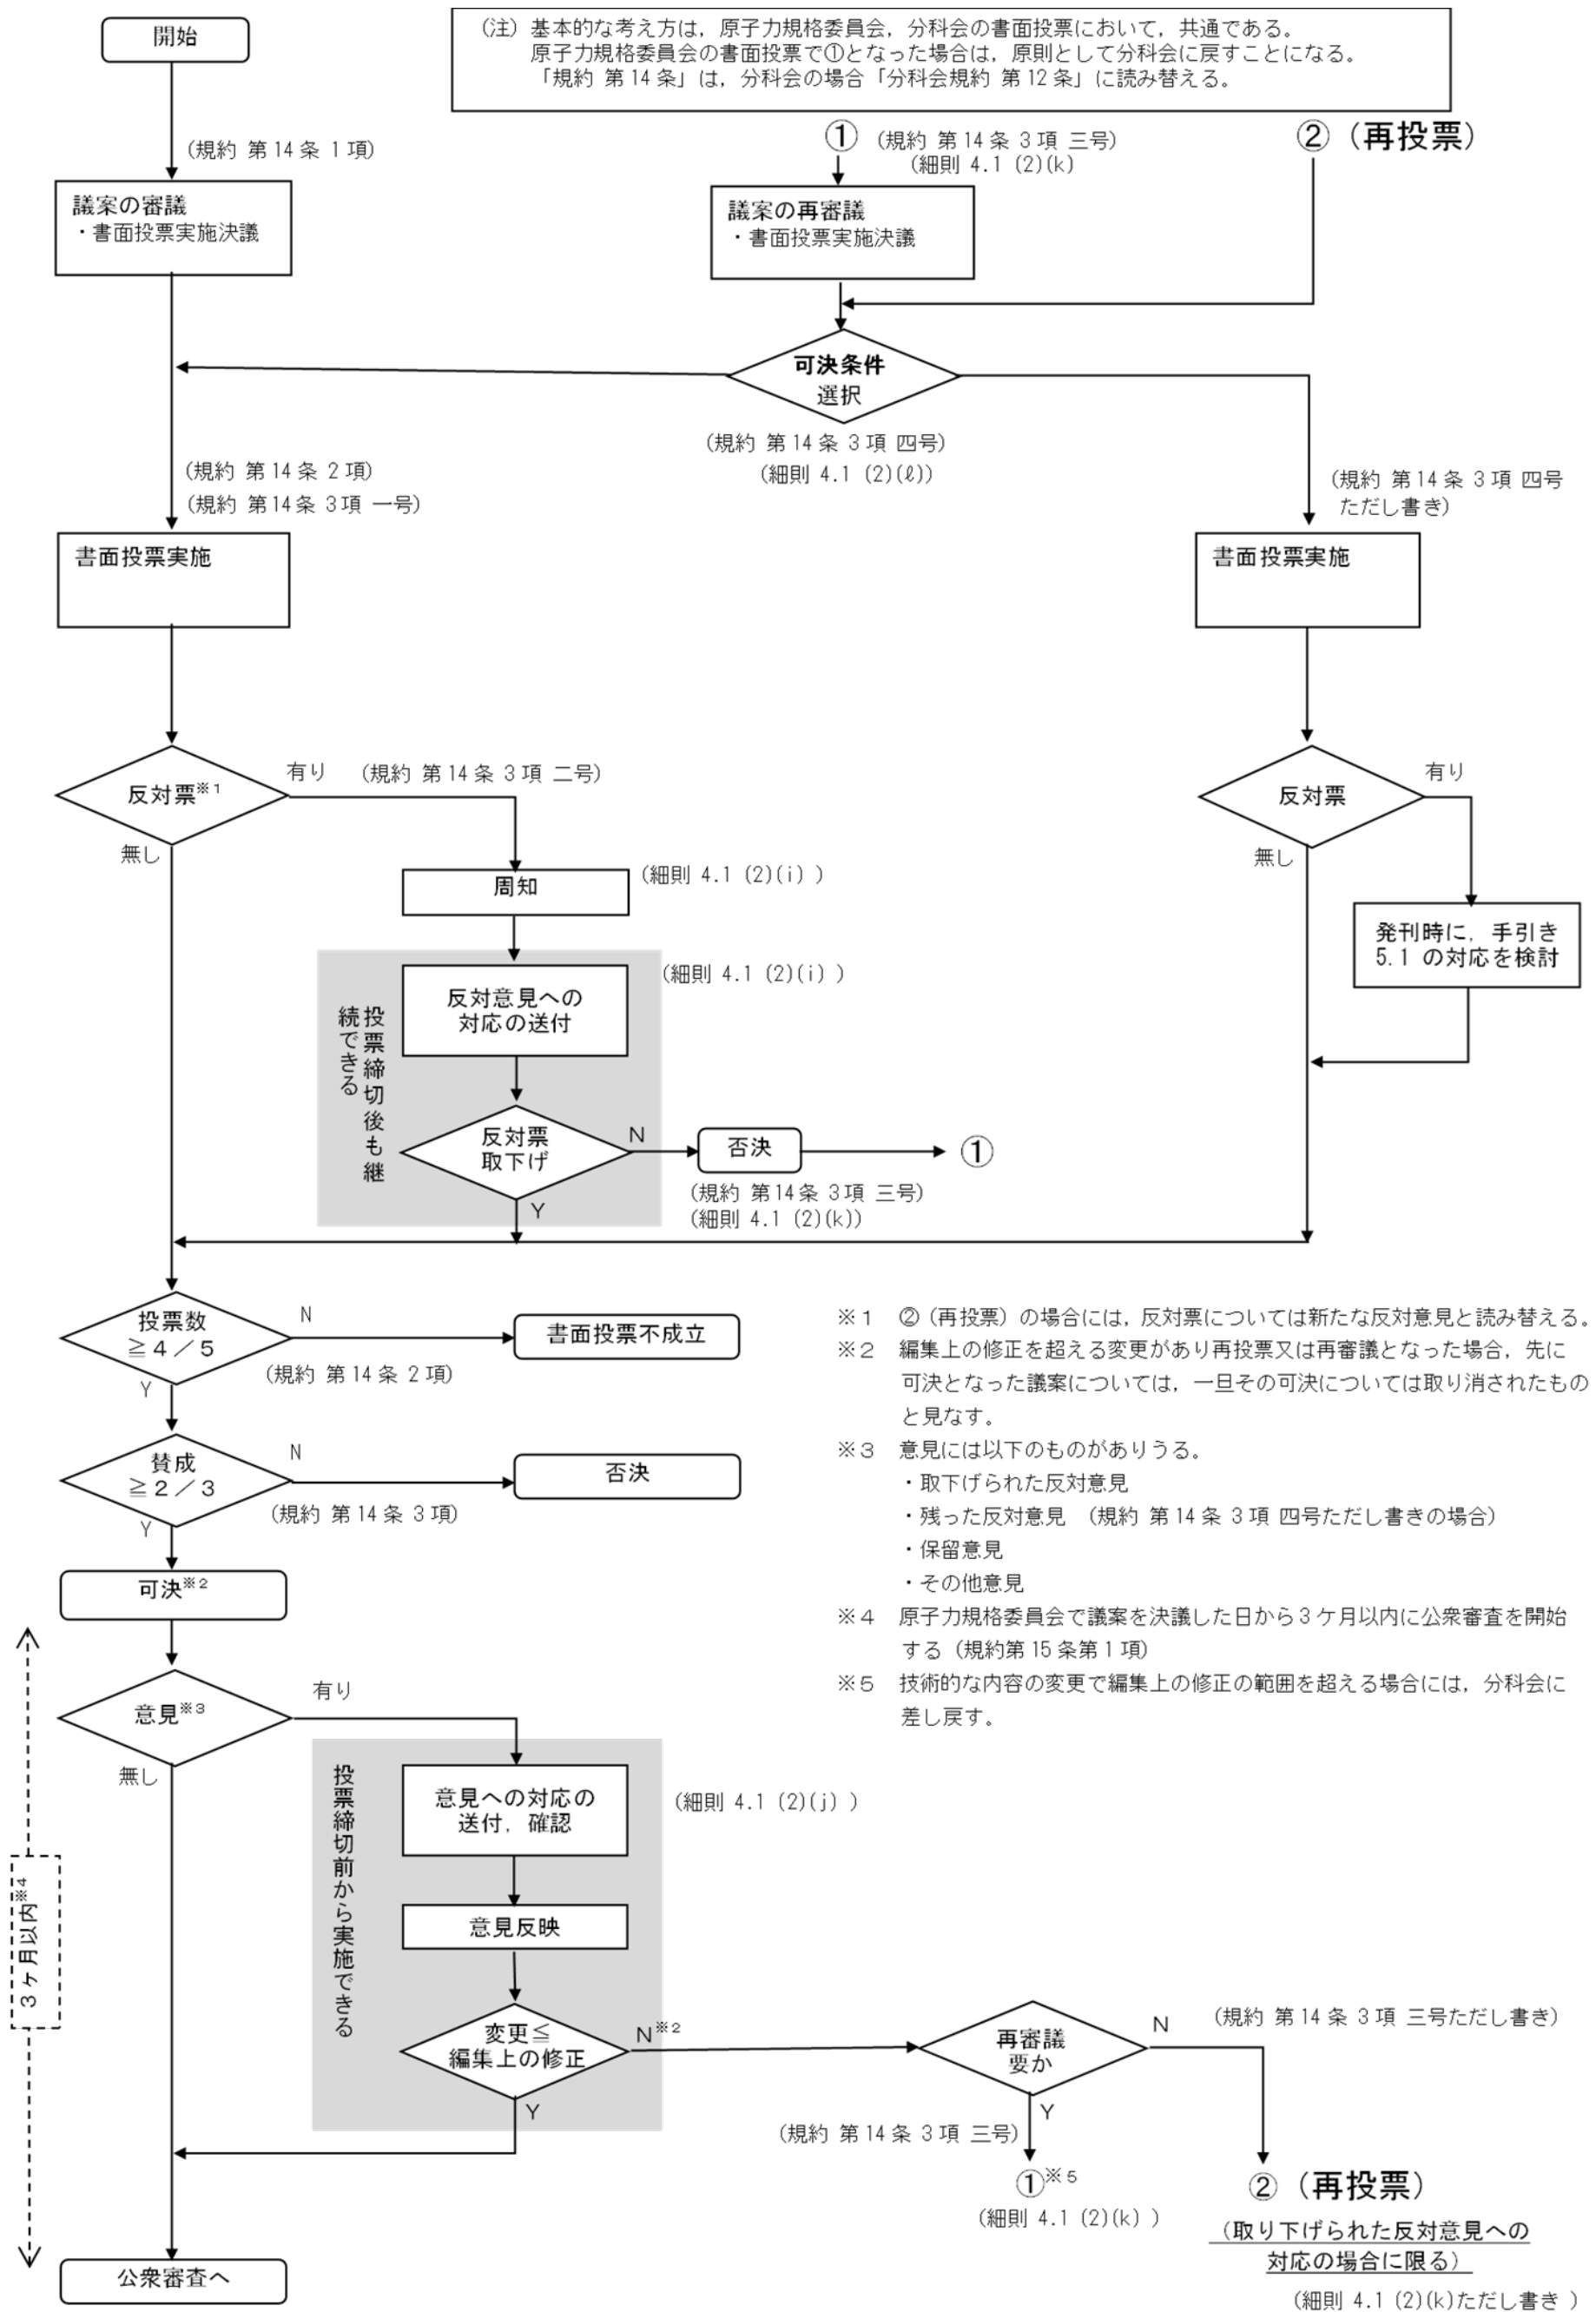 開始
（注）基本的な考え方は，原子力規格委員会，分科会の書面投票において，共通である。
原子力規格委員会の書面投票で①となった場合は，原則として分科会に戻すことになる。
「規約 第14条」は，分科会の場合「分科会規約 第12条」に読み替える。
(規約 第14条 1項)
①
(規約 第14条 3項 三号)
(細則 4.1 (2)(k)
②（再投票）
議案の審議
・書面投票実施決議
議案の再審議
・書面投票実施決議
可決条件
選択
(規約 第14条 3項 四号)
(細則 4.1 (2)(ℓ))
(規約 第14条 2項)
(規約 第14条 3項 一号)
(規約 第14条 3項 四号
ただし書き)
書面投票実施
書面投票実施
反対票※1
有り
(規約 第14条 3項 二号)
無し
反対票
有り
無し
周知
(細則 4.1 (2)(i) )
発刊時に，手引き
5.1 の対応を検討
投票締切後も継
続できる
反対意見への
対応の送付
(細則 4.1 (2)(i) )
反対票
取下げ
N
否決
①
(規約 第14条 3項 三号)
(細則 4.1 (2)(k))
Y
投票数
≧４／５
N
書面投票不成立
(規約 第14条 2項)
Y
賛成
≧２／３
N
否決
(規約 第14条 3項)
Y
可決※2
※１　②（再投票）の場合には，反対票については新たな反対意見と読み替える。
※２　編集上の修正を超える変更があり再投票又は再審議となった場合，先に
可決となった議案については，一旦その可決については取り消されたもの
と見なす。
※３　意見には以下のものがありうる。
・取下げられた反対意見
・残った反対意見　（規約 第14条 3項 四号ただし書きの場合）
・保留意見
・その他意見
※４　原子力規格委員会で議案を決議した日から３ケ月以内に公衆審査を開始
する（規約第15条第1項）
※５　技術的な内容の変更で編集上の修正の範囲を超える場合には，分科会に
差し戻す。
意見※3
有り
無し
３ヶ月以内※4
投票締切前から実施できる
意見への対応の
送付，確認
(細則 4.1 (2)(j) )
意見反映
変更≦
編集上の修正
N※2
Y
再審議
要か
N
(規約 第14条 3項 三号ただし書き)
Y
(規約 第14条 3項 三号)
①※5
(細則 4.1 (2)(k) )
②（再投票）
（取り下げられた反対意見への
対応の場合に限る）
(細則 4.1 (2)(k)ただし書き )
公衆審査へ